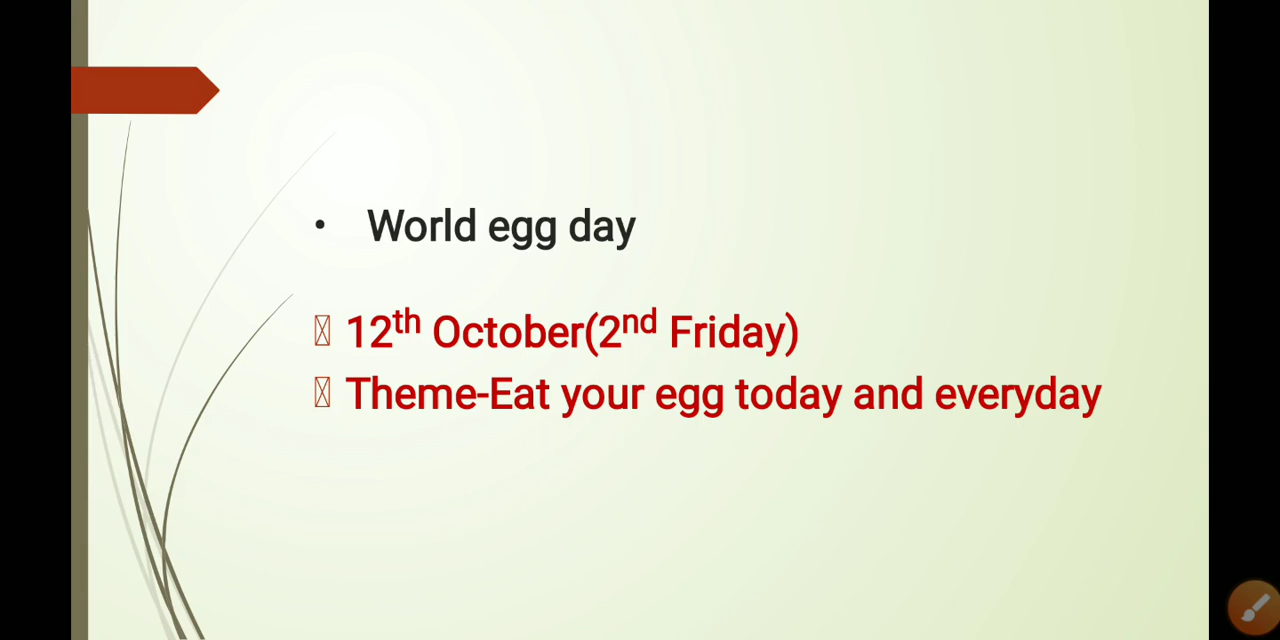 • World egg day
12th October(2nd Friday)
Theme-Eat your egg today and everyday